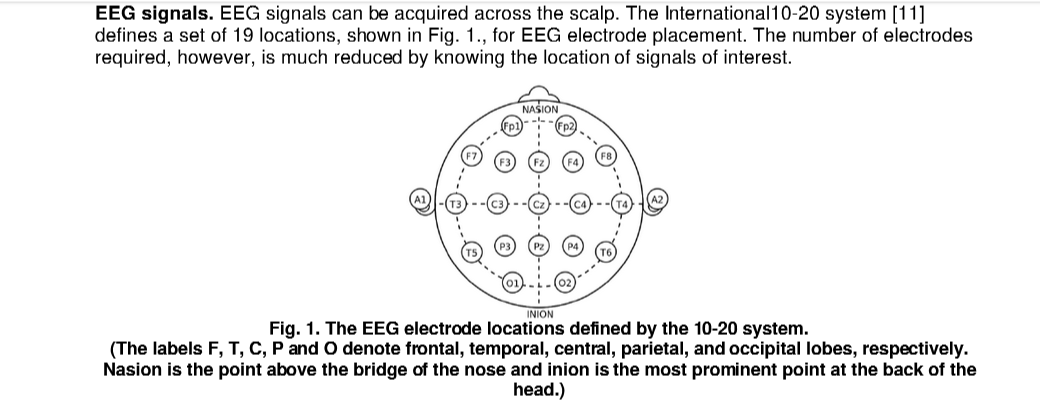 EEG signals. EEG signals can be acquired across the scalp. The International10-20 system [11]
defines a set of 19 locations, shown in Fig. 1., for EEG electrode placement. The number of electrodes
required, however, is much reduced by knowing the location of signals of interest.
NASION
Fp1 Fp2
F7 F3 Fz F4 F8
A1 T3 C3 Cz C4 T4 A2
T5 P3 Pz P4 T6
O1 O2
INION
Fig. 1. The EEG electrode locations defined by the 10-20 system.
(The labels F, T, C, P and O denote frontal, temporal, central, parietal, and occipital lobes, respectively.
Nasion is the point above the bridge of the nose and inion is the most prominent point at the back of the
head.)